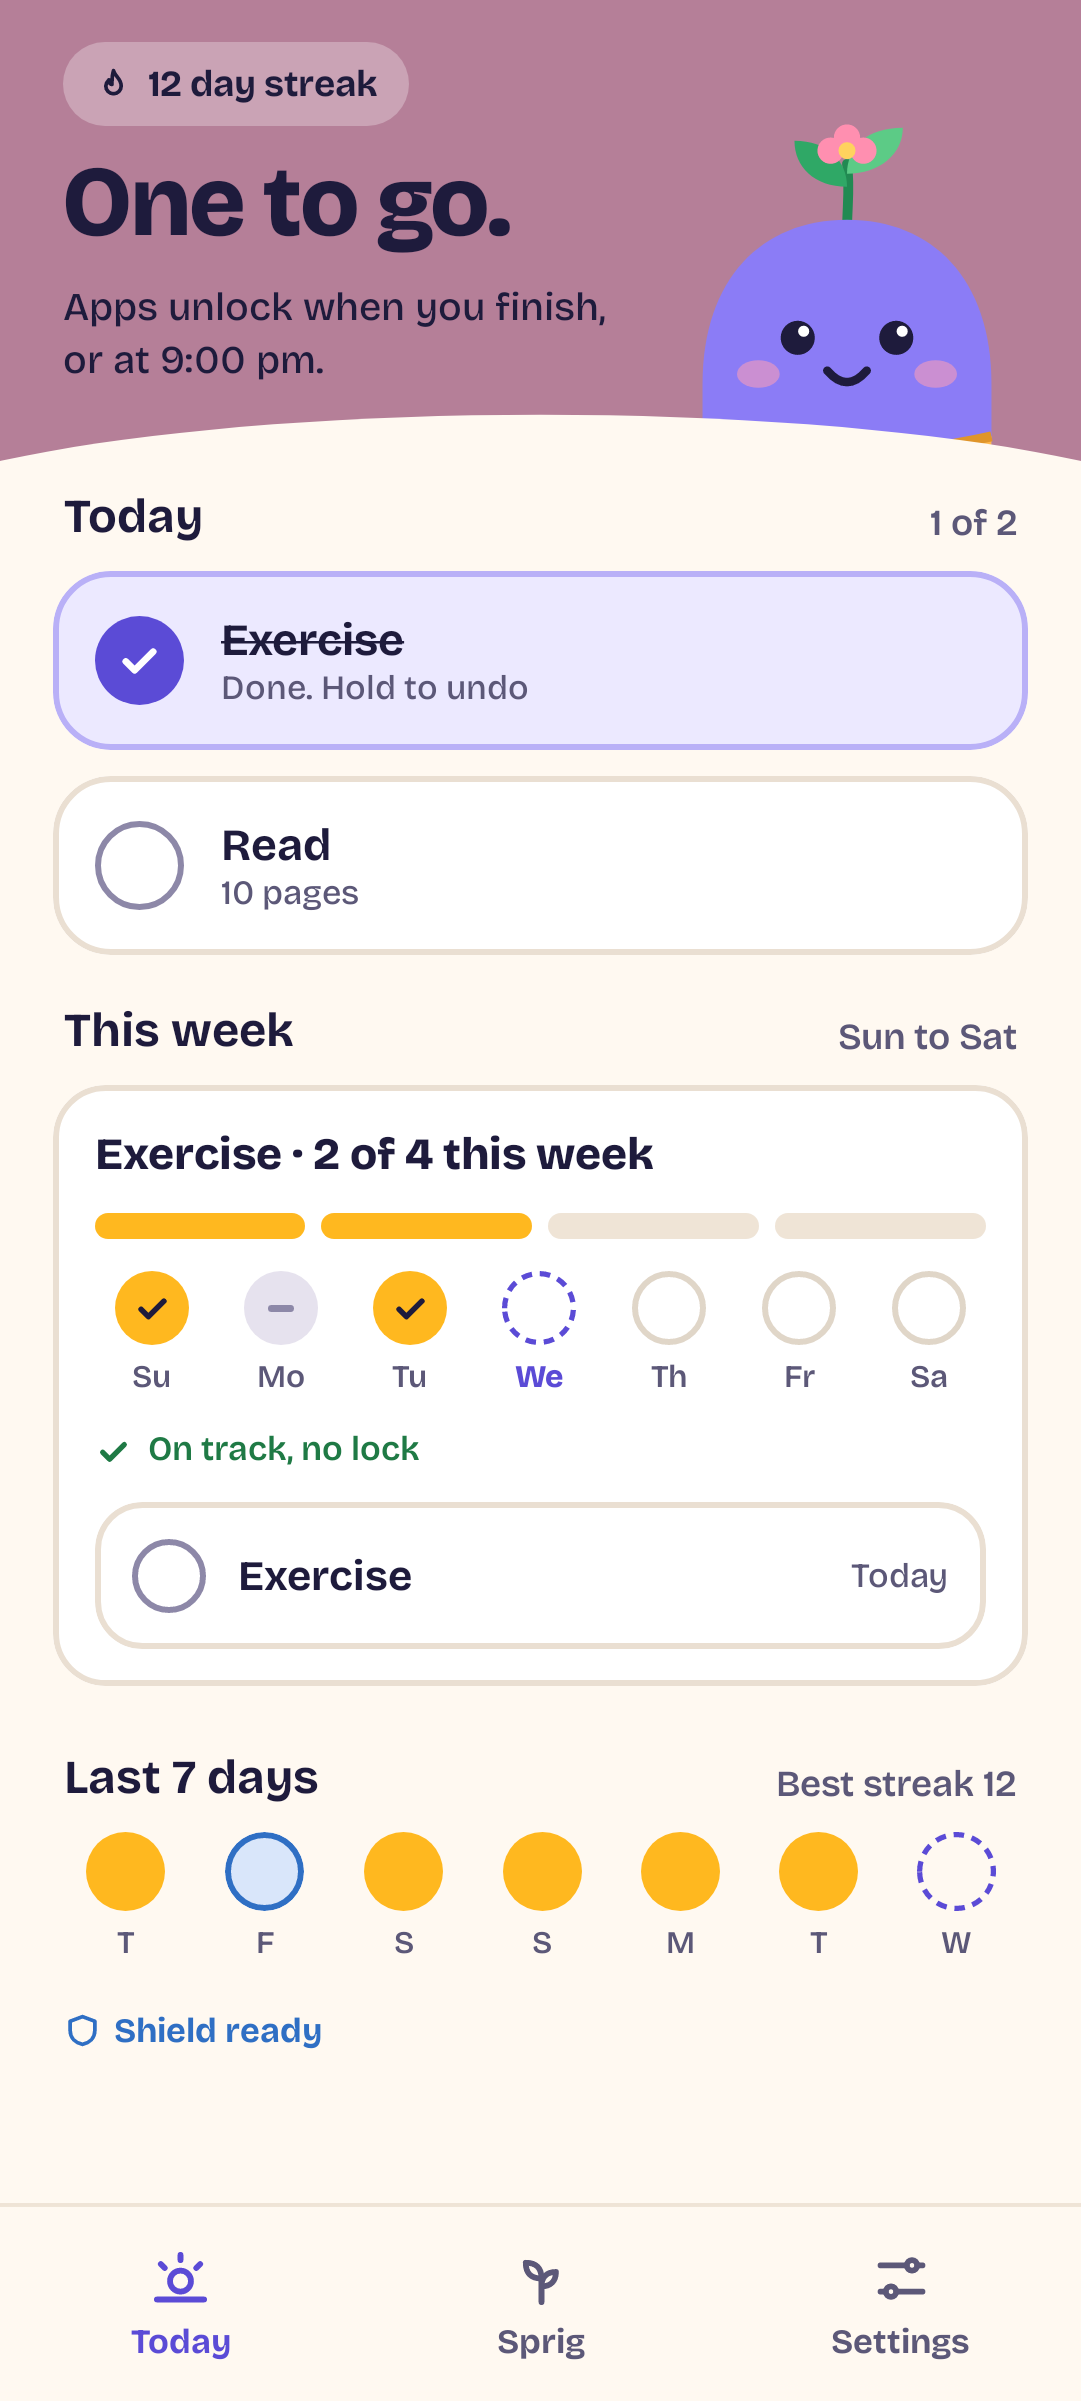 12 day streak
One to go.
Apps unlock when you finish,
or at 9:00 pm.
Today
1 of 2
Exercise
Done. Hold to undo
Read
10 pages
This week
Sun to Sat
Exercise · 2 of 4 this week
Su Mo Tu We Th Fr Sa
On track, no lock
Exercise
Today
Last 7 days
Best streak 12
T F S S M T W
Shield ready
Today Sprig Settings